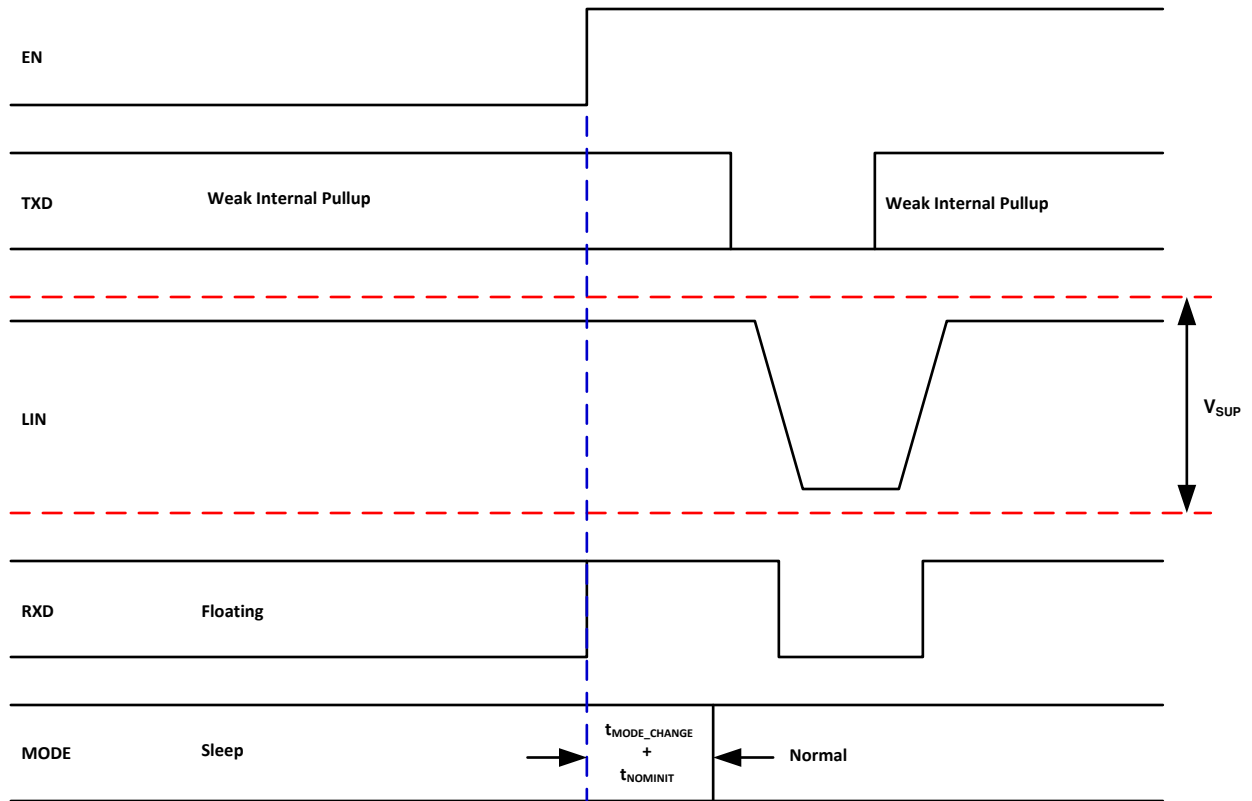 EN
TXD
Weak Internal Pullup
Weak Internal Pullup
LIN
VSUP
RXD
Floating
MODE
Sleep
tMODE_CHANGE
+
tNOMINIT
Normal